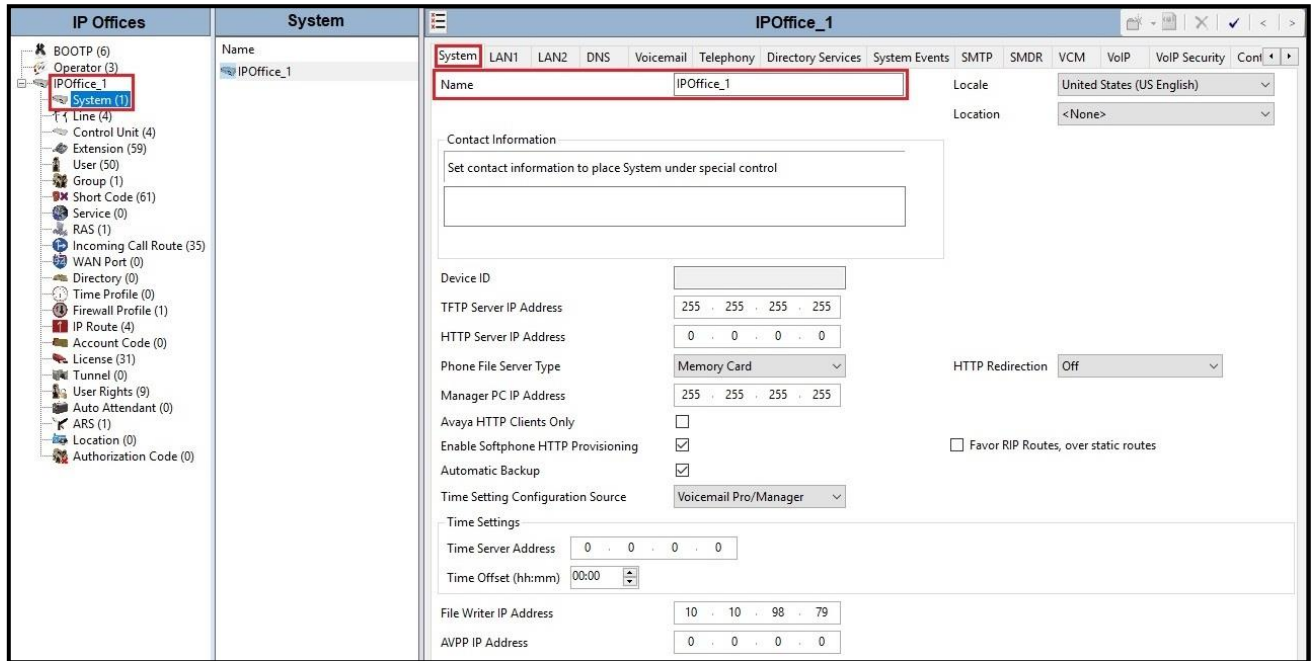 IP Offices
BOOTP (6)
Operator (3)
IPOffice_1
System (1)
Line (4)
Control Unit (4)
Extension (59)
User (50)
Group (1)
Short Code (61)
Service (0)
RAS (1)
Incoming Call Route (35)
WAN Port (0)
Directory (0)
Time Profile (0)
Firewall Profile (1)
IP Route (4)
Account Code (0)
License (31)
Tunnel (0)
User Rights (9)
Auto Attendant (0)
ARS (1)
Location (0)
Authorization Code (0)
System
Name
IPOffice_1
IPOffice_1
System LAN1 LAN2 DNS Voicemail Telephony Directory Services System Events SMTP SMDR VCM VoIP VoIP Security Cont
Name IPOffice_1 Locale United States (US English)
Location <None>
Contact Information
Set contact information to place System under special control
Device ID
TFTP Server IP Address 255 . 255 . 255 . 255
HTTP Server IP Address 0 . 0 . 0 . 0
Phone File Server Type Memory Card HTTP Redirection Off
Manager PC IP Address 255 . 255 . 255 . 255
Avaya HTTP Clients Only
Enable Softphone HTTP Provisioning Favor RIP Routes, over static routes
Automatic Backup
Time Setting Configuration Source Voicemail Pro/Manager
Time Settings
Time Server Address 0 . 0 . 0 . 0
Time Offset (hh:mm) 00:00
File Writer IP Address 10 . 10 . 98 . 79
AVPP IP Address 0 . 0 . 0 . 0